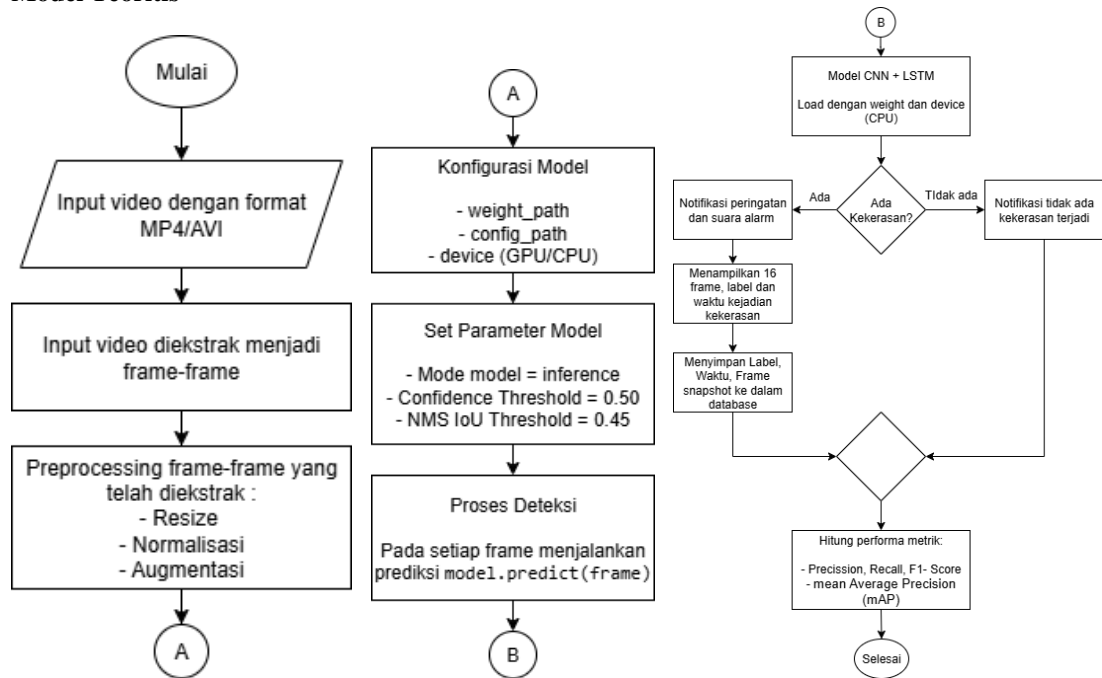 Model Teoritis
Mulai
Input video dengan format
MP4/AVI
Input video diekstrak menjadi
frame-frame
Preprocessing frame-frame yang
telah diekstrak :
- Resize
- Normalisasi
- Augmentasi
A
A
Konfigurasi Model
- weight_path
- config_path
- device (GPU/CPU)
Set Parameter Model
- Mode model = inference
- Confidence Threshold = 0.50
- NMS IoU Threshold = 0.45
Proses Deteksi
Pada setiap frame menjalankan
prediksi model.predict(frame)
B
B
Model CNN + LSTM
Load dengan weight dan device
(CPU)
Ada
Kekerasan?
Ada
TIdak ada
Notifikasi peringatan
dan suara alarm
Notifikasi tidak ada
kekerasan terjadi
Menampilkan 16
frame, label dan
waktu kejadian
kekerasan
Menyimpan Label,
Waktu, Frame
snapshot ke dalam
database
Hitung performa metrik:
- Precission, Recall, F1- Score
- mean Average Precision
(mAP)
Selesai